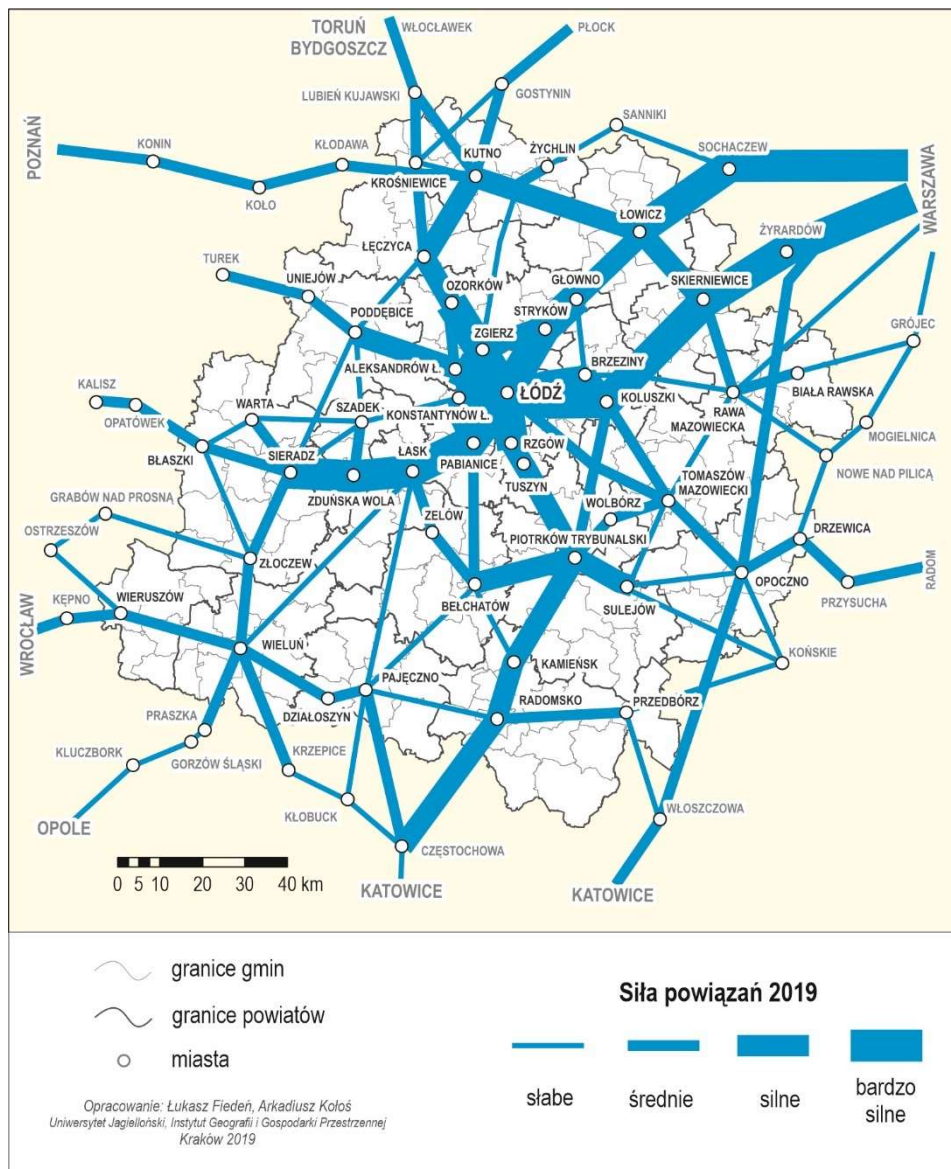 TORUŃ
BYDGOSZCZ
WŁOCŁAWEK
PŁOCK
LUBIEŃ KUJAWSKI
GOSTYNIN
SANNIKI
POZNAŃ
KONIN
KŁODAWA
KUTNO
ŻYCHLIN
SOCHACZEW
KOŁO
KROŚNIEWICE
WARSZAWA
ŁOWICZ
ŻYRARDÓW
ŁĘCZYCA
TUREK
UNIEJÓW
OZORKÓW
GŁOWNO
SKIERNIEWICE
PODDĘBICE
STRYKÓW
GRÓJEC
ZGIERZ
ALEKSANDRÓW Ł.
BRZEZINY
BIAŁA RAWSKA
KALISZ
ŁÓDŹ
KOLUSZKI
RAWA
MAZOWIECKA
OPATÓWEK
WARTA
SZADEK
KONSTANTYNÓW Ł.
MOGIELNICA
BŁASZKI
SIERADZ
ŁASK
PABIANICE
RZGÓW
TUSZYN
TOMASZÓW
MAZOWIECKI
NOWE NAD PILICĄ
GRABÓW NAD PROSNĄ
ZDUŃSKA WOLA
ZELÓW
WOLBÓRZ
OSTRZESZÓW
PIOTRKÓW TRYBUNALSKI
DRZEWICA
ZŁOCZEW
RADOM
OPOCZNO
PRZYSUCHA
WROCŁAW
KĘPNO
WIERUSZÓW
BEŁCHATÓW
SULEJÓW
WIELUŃ
KAMIEŃSK
KOŃSKIE
PAJĘCZNO
DZIAŁOSZYN
RADOMSKO
PRZEDBÓRZ
PRASZKA
KLUCZBORK
GORZÓW ŚLĄSKI
KRZEPICE
KŁOBUCK
WŁOSZCZOWA
OPOLE
CZĘSTOCHOWA
KATOWICE
KATOWICE
0 5 10 20 30 40 km
granice gmin
granice powiatów
miasta
Opracowanie: Łukasz Fiedeń, Arkadiusz Kołoś
Uniwersytet Jagielloński, Instytut Geografii i Gospodarki Przestrzennej
Kraków 2019
Siła powiązań 2019
słabe
średnie
silne
bardzo
silne